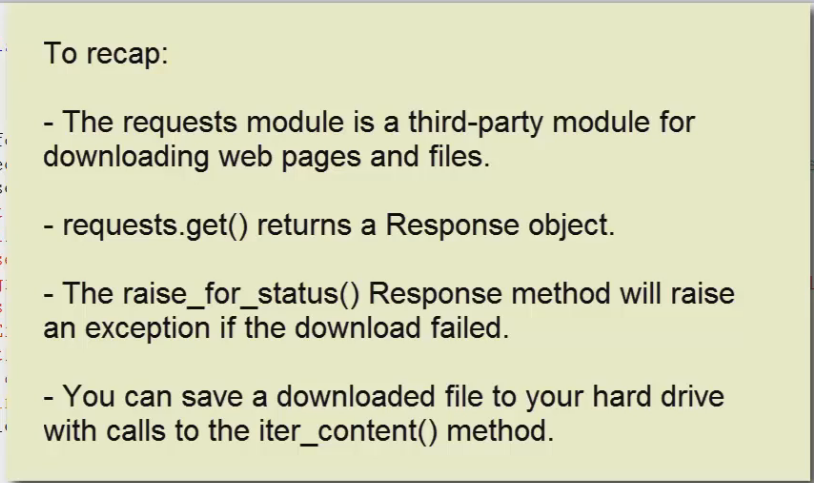 To recap:
- The requests module is a third-party module for
downloading web pages and files.
- requests.get() returns a Response object.
- The raise_for_status() Response method will raise
an exception if the download failed.
- You can save a downloaded file to your hard drive
with calls to the iter_content() method.